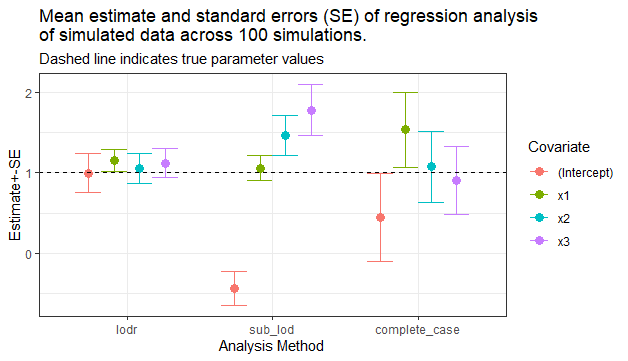 Mean estimate and standard errors (SE) of regression analysis
of simulated data across 100 simulations.
Dashed line indicates true parameter values
Estimate+-SE
2
1
0
lodr
sub_lod
complete_case
Analysis Method
Covariate
(Intercept)
x1
x2
x3